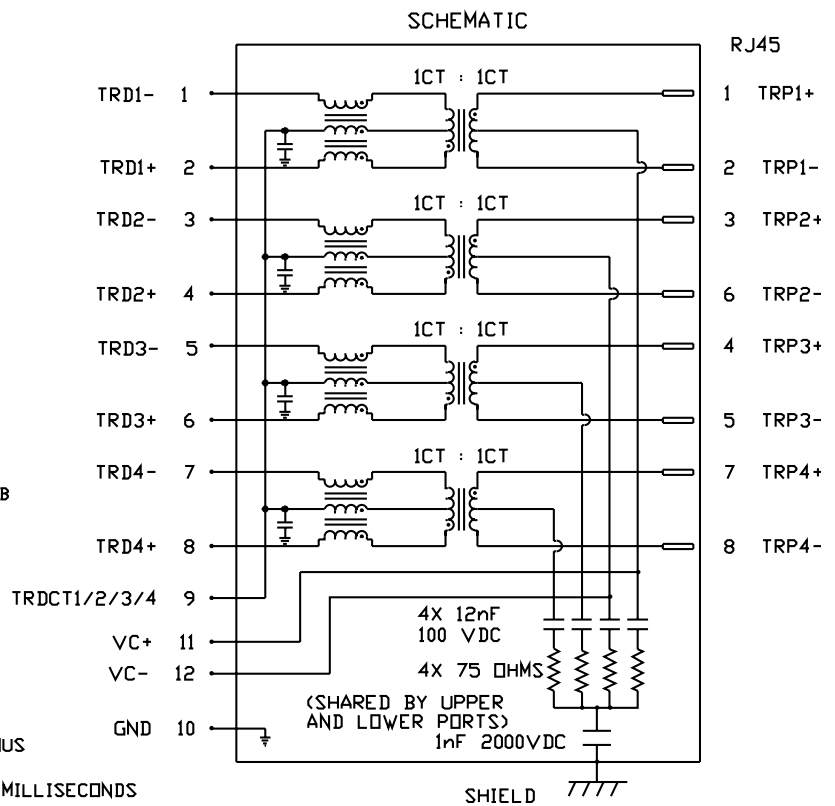 SCHEMATIC
RJ45
1CT : 1CT
TRD1- 1
1 TRP1+
TRD1+ 2
2 TRP1-
1CT : 1CT
TRD2- 3
3 TRP2+
TRD2+ 4
6 TRP2-
1CT : 1CT
TRD3- 5
4 TRP3+
TRD3+ 6
5 TRP3-
1CT : 1CT
TRD4- 7
7 TRP4+
B
TRD4+ 8
8 TRP4-
TRDCT1/2/3/4 9
4X 12nF
100 VDC
VC+ 11
VC- 12
4X 75 OHMS
(SHARED BY UPPER
AND LOWER PORTS)
GND 10
1nF 2000VDC
US
MILLISECONDS
SHIELD